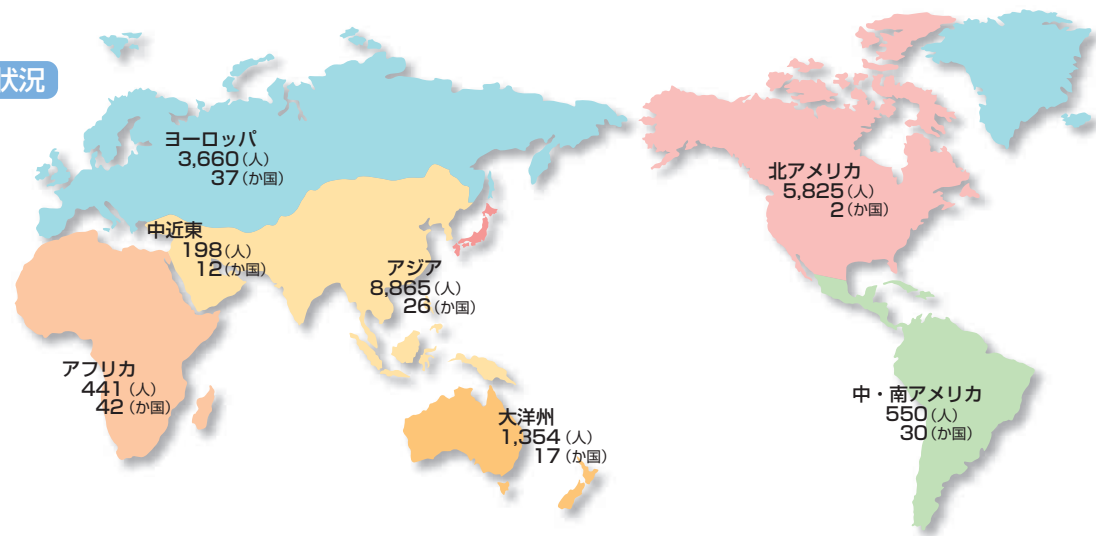 状況
ヨーロッパ
3,660(人)
37(か国)
北アメリカ
5,825(人)
2(か国)
中近東
198(人)
12(か国)
アジア
8,865(人)
26(か国)
アフリカ
441(人)
42(か国)
中・南アメリカ
550(人)
30(か国)
大洋州
1,354(人)
17(か国)